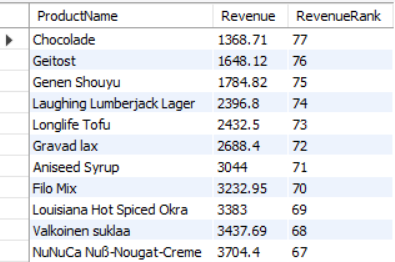 ProductName Revenue RevenueRank
Chocolade 1368.71 77
Geitost 1648.12 76
Genen Shouyu 1784.82 75
Laughing Lumberjack Lager 2396.8 74
Longlife Tofu 2432.5 73
Gravad lax 2688.4 72
Aniseed Syrup 3044 71
Filo Mix 3232.95 70
Louisiana Hot Spiced Okra 3383 69
Valkoinen suklaa 3437.69 68
NuNuCa Nuß-Nougat-Creme 3704.4 67